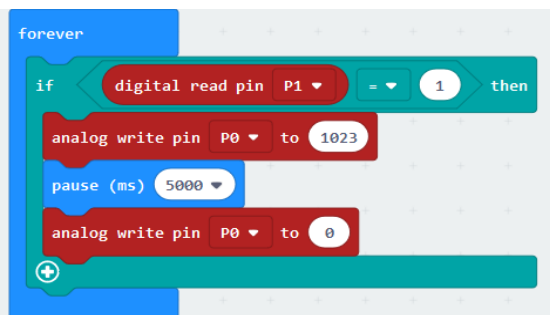 forever
if digital read pin P1 = 1 then
analog write pin P0 to 1023
pause (ms) 5000
analog write pin P0 to 0